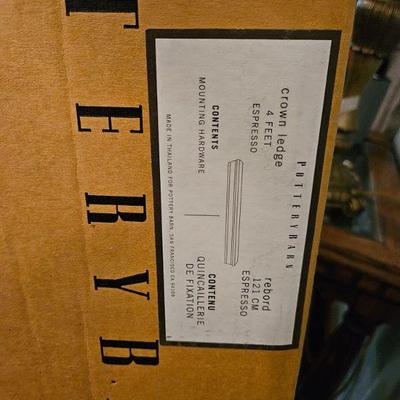 TERYB
POTTERYBARN
crown ledge
4 FEET
ESPRESSO
rebord
121 CM
ESPRESSO
CONTENTS
MOUNTING HARDWARE
CONTENU
QUINCAILLERIE
DE FIXATION
MADE IN THAILAND FOR POTTERY BARN, SAN FRANCISCO CA 94109